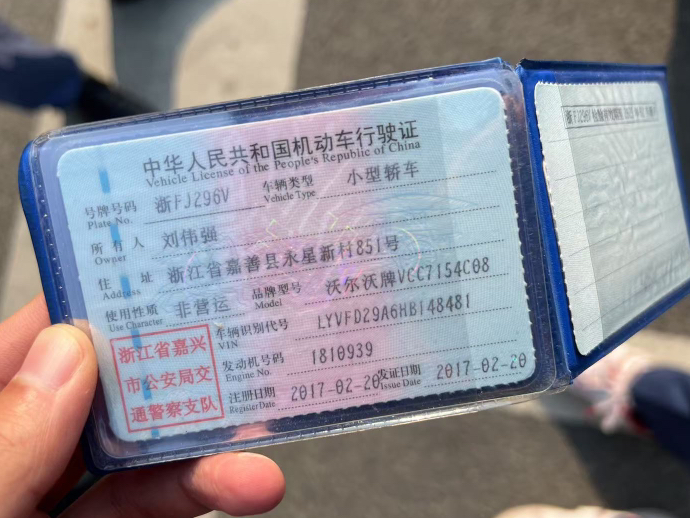 中华人民共和国机动车行驶证
Vehicle License of the People's Republic of China
号牌号码 浙FJ296V 车辆类型 小型轿车
Plate No. Vehicle Type
所有人 刘伟强
Owner
住址 浙江省嘉善县永星新村851号
Address
使用性质 非营运 品牌型号 沃尔沃牌VCC7154C08
Use Character Model
车辆识别代号 LYVFD29A6HB148481
VIN
发动机号码 1810939
Engine No.
注册日期 2017-02-20 发证日期 2017-02-20
Register Date Issue Date
浙江省嘉兴
市公安局交
通警察支队